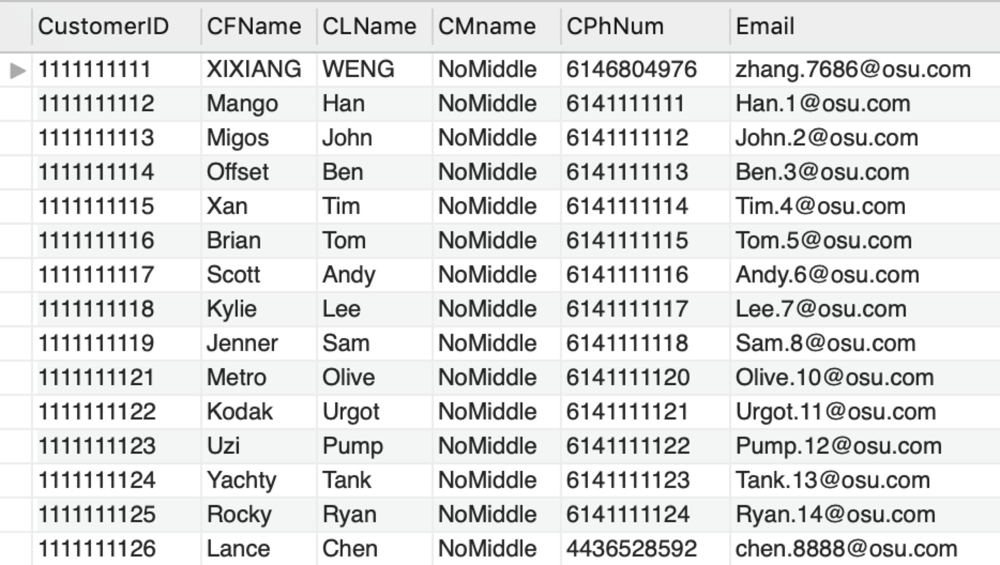 CustomerID CFName CLName CMname CPhNum Email
1111111111 XIXIANG WENG NoMiddle 6146804976 zhang.7686@osu.com
1111111112 Mango Han NoMiddle 6141111111 Han.1@osu.com
1111111113 Migos John NoMiddle 6141111112 John.2@osu.com
1111111114 Offset Ben NoMiddle 6141111113 Ben.3@osu.com
1111111115 Xan Tim NoMiddle 6141111114 Tim.4@osu.com
1111111116 Brian Tom NoMiddle 6141111115 Tom.5@osu.com
1111111117 Scott Andy NoMiddle 6141111116 Andy.6@osu.com
1111111118 Kylie Lee NoMiddle 6141111117 Lee.7@osu.com
1111111119 Jenner Sam NoMiddle 6141111118 Sam.8@osu.com
1111111121 Metro Olive NoMiddle 6141111120 Olive.10@osu.com
1111111122 Kodak Urgot NoMiddle 6141111121 Urgot.11@osu.com
1111111123 Uzi Pump NoMiddle 6141111122 Pump.12@osu.com
1111111124 Yachty Tank NoMiddle 6141111123 Tank.13@osu.com
1111111125 Rocky Ryan NoMiddle 6141111124 Ryan.14@osu.com
1111111126 Lance Chen NoMiddle 4436528592 chen.8888@osu.com